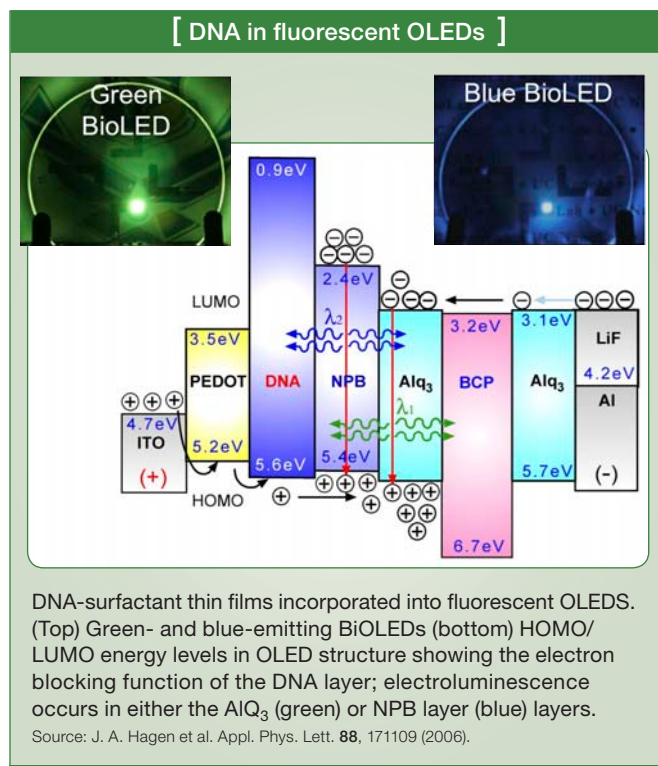 [ DNA in fluorescent OLEDs ]
Green
BioLED
Blue BioLED
0.9eV
2.4eV
LUMO
λ2
3.5eV
3.2eV
3.1eV
LiF
4.2eV
PEDOT
DNA
NPB
Alq3
BCP
Alq3
Al
λ1
4.7eV
ITO
(+)
5.2eV
5.6eV
5.4eV
5.7eV
(-)
HOMO
6.7eV
DNA-surfactant thin films incorporated into fluorescent OLEDS.
(Top) Green- and blue-emitting BiOLEDs (bottom) HOMO/
LUMO energy levels in OLED structure showing the electron
blocking function of the DNA layer; electroluminescence
occurs in either the AlQ3 (green) or NPB layer (blue) layers.
Source: J. A. Hagen et al. Appl. Phys. Lett. 88, 171109 (2006).